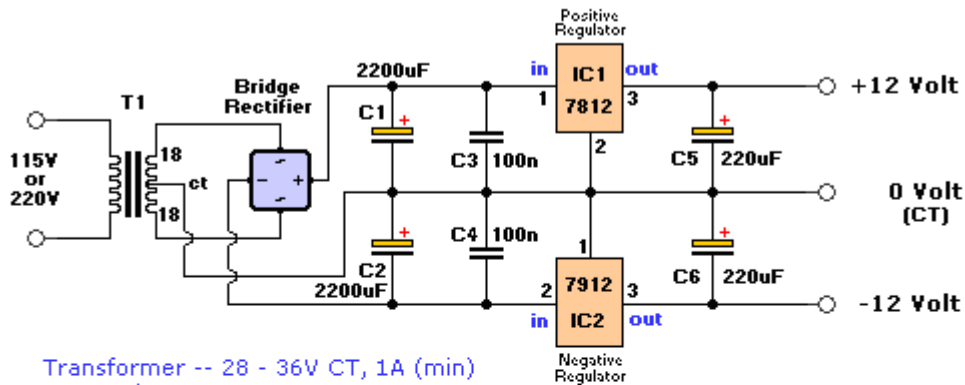 Positive
Regulator
2200uF
in
IC1
out
Bridge
Rectifier
T1
C1
+
1
7812
3
+
+12 Volt
2
C3
100n
C5
220uF
115V
or
220V
18
ct
18
~
-
+
~
0 Volt
(CT)
C4
100n
+
1
+
C2
2200uF
2
7912
3
C6
220uF
-12 Volt
in
IC2
out
Negative
Regulator
Transformer -- 28 - 36V CT, 1A (min)